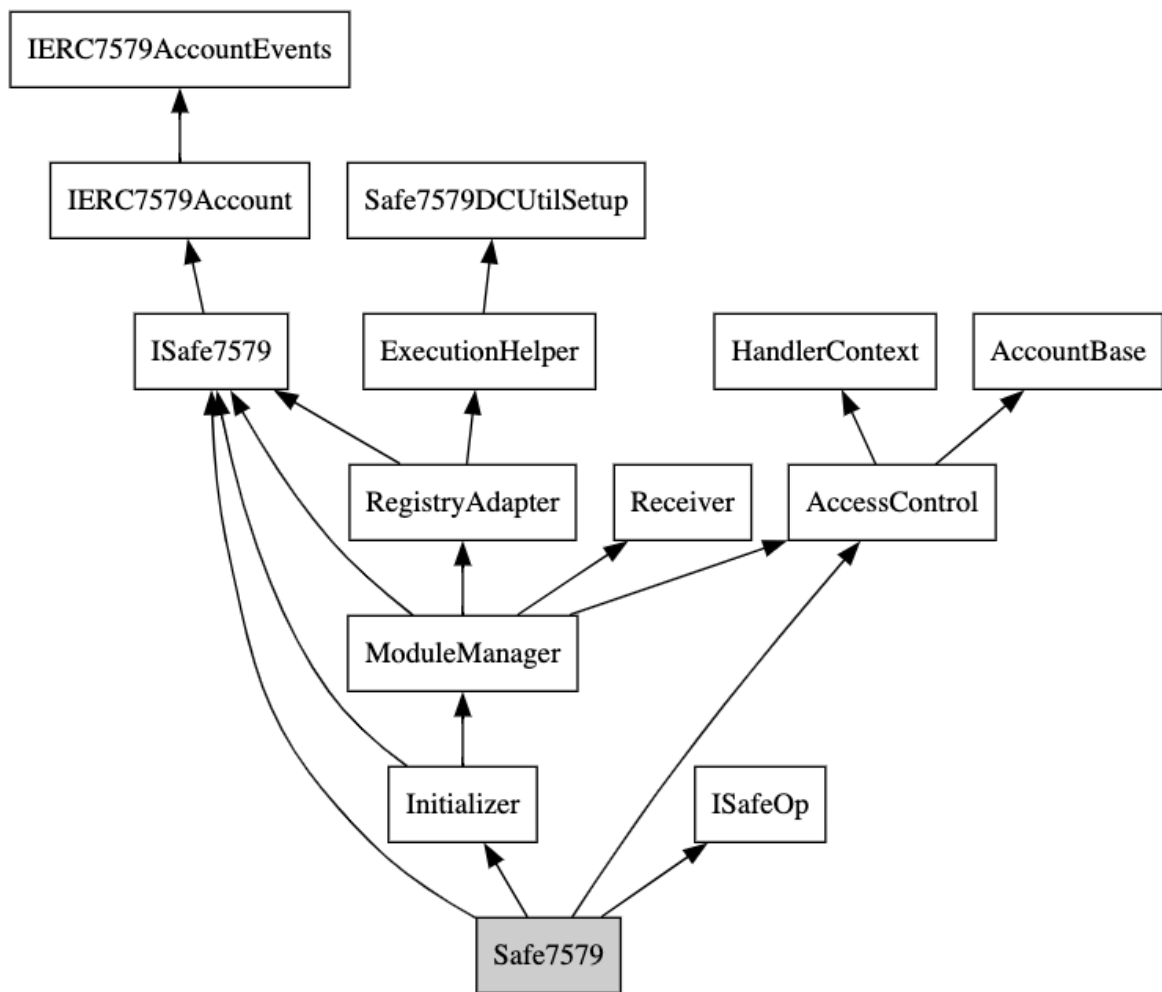 IERC7579AccountEvents
IERC7579Account
Safe7579DCUtilSetup
ISafe7579
ExecutionHelper
HandlerContext
AccountBase
RegistryAdapter
Receiver
AccessControl
ModuleManager
Initializer
ISafeOp
Safe7579